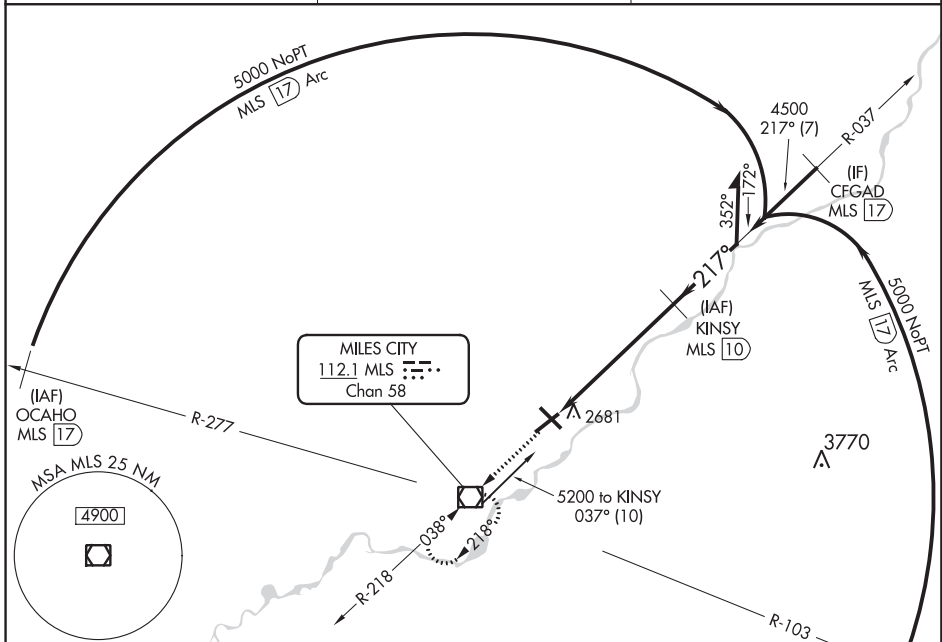 5000 NoPT
MLS 17 Arc
4500
217° (7)
R-037
(IF)
CFGAD
MLS 17
352°
172°
217°
(IAF)
KINSY
MLS 10
5000 NoPT
MLS 17 Arc
MILES CITY
112.1 MLS
Chan 58
(IAF)
OCAHO
MLS 17
R-277
2681
3770
MSA MLS 25 NM
4900
5200 to KINSY
037° (10)
038°
218°
R-218
R-103